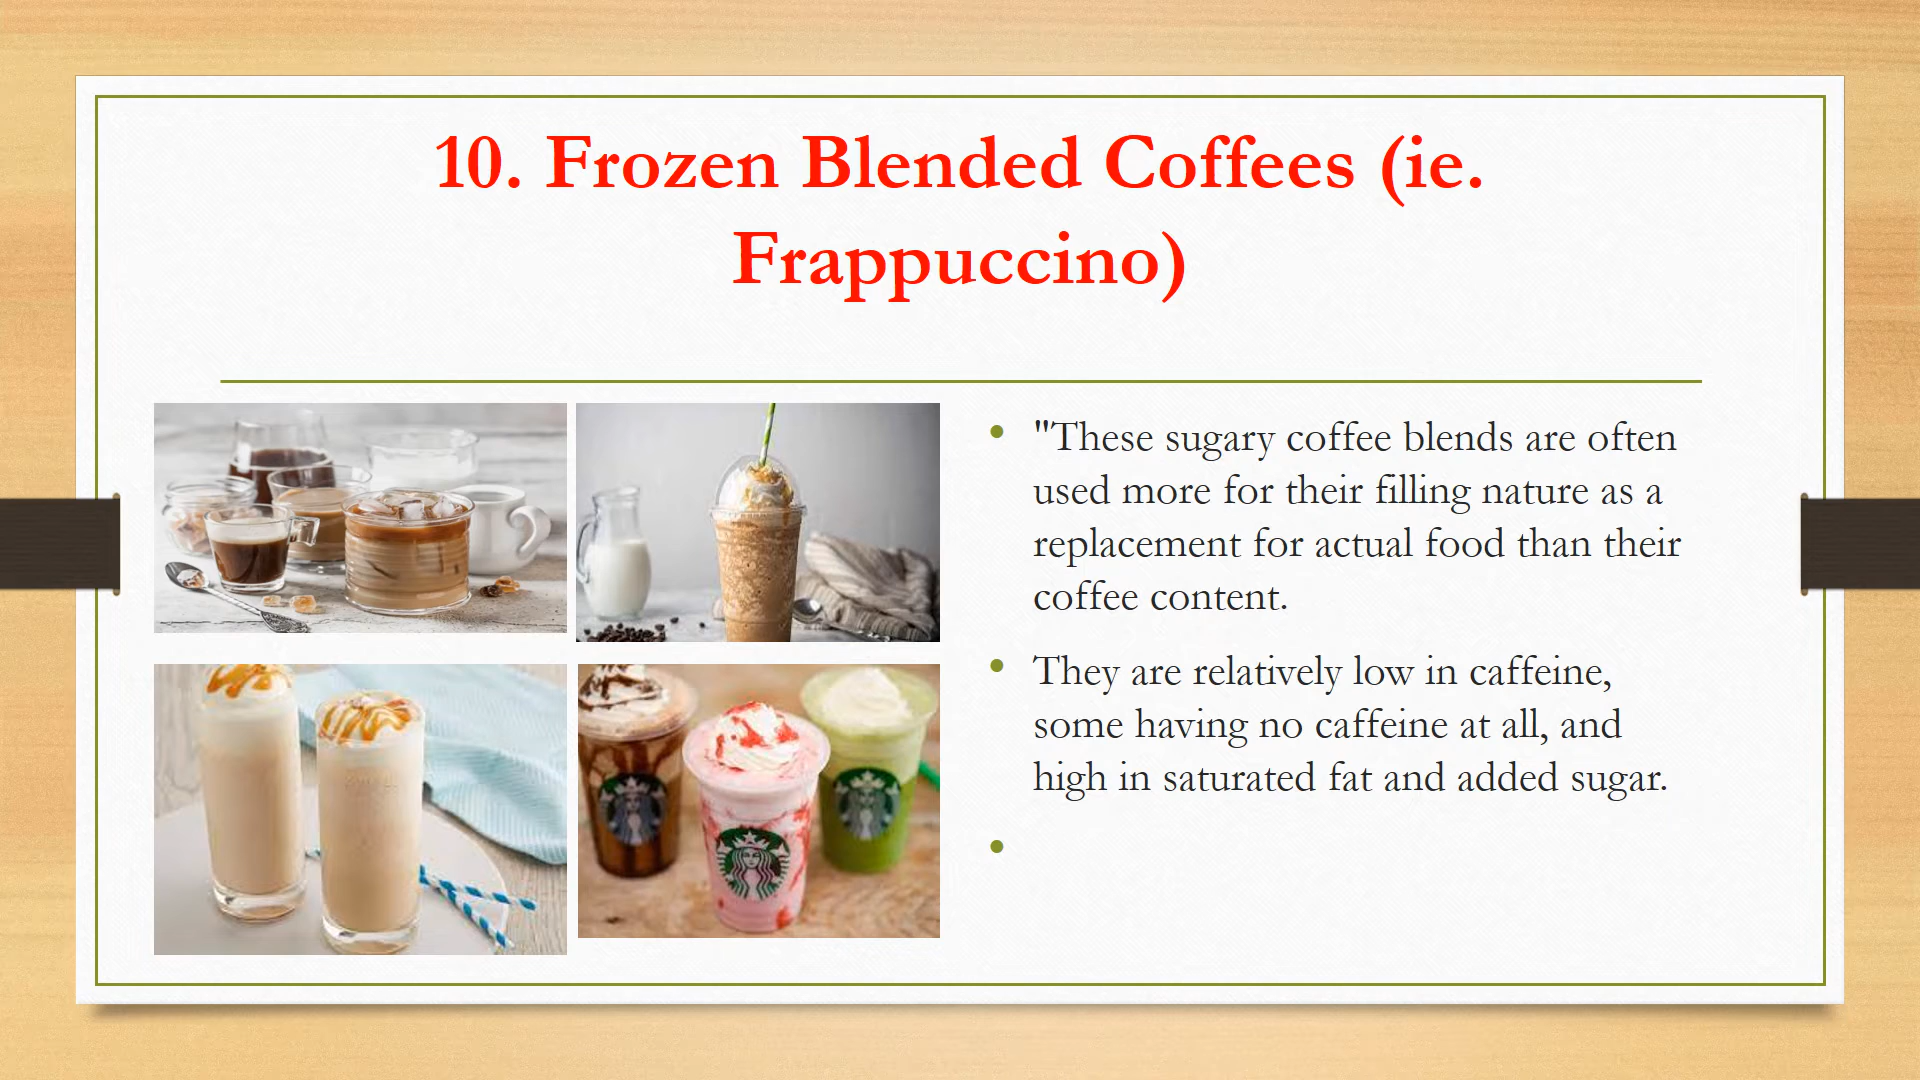 10. Frozen Blended Coffees (ie.
Frappuccino)
• "These sugary coffee blends are often
used more for their filling nature as a
replacement for actual food than their
coffee content.
• They are relatively low in caffeine,
some having no caffeine at all, and
high in saturated fat and added sugar.
•